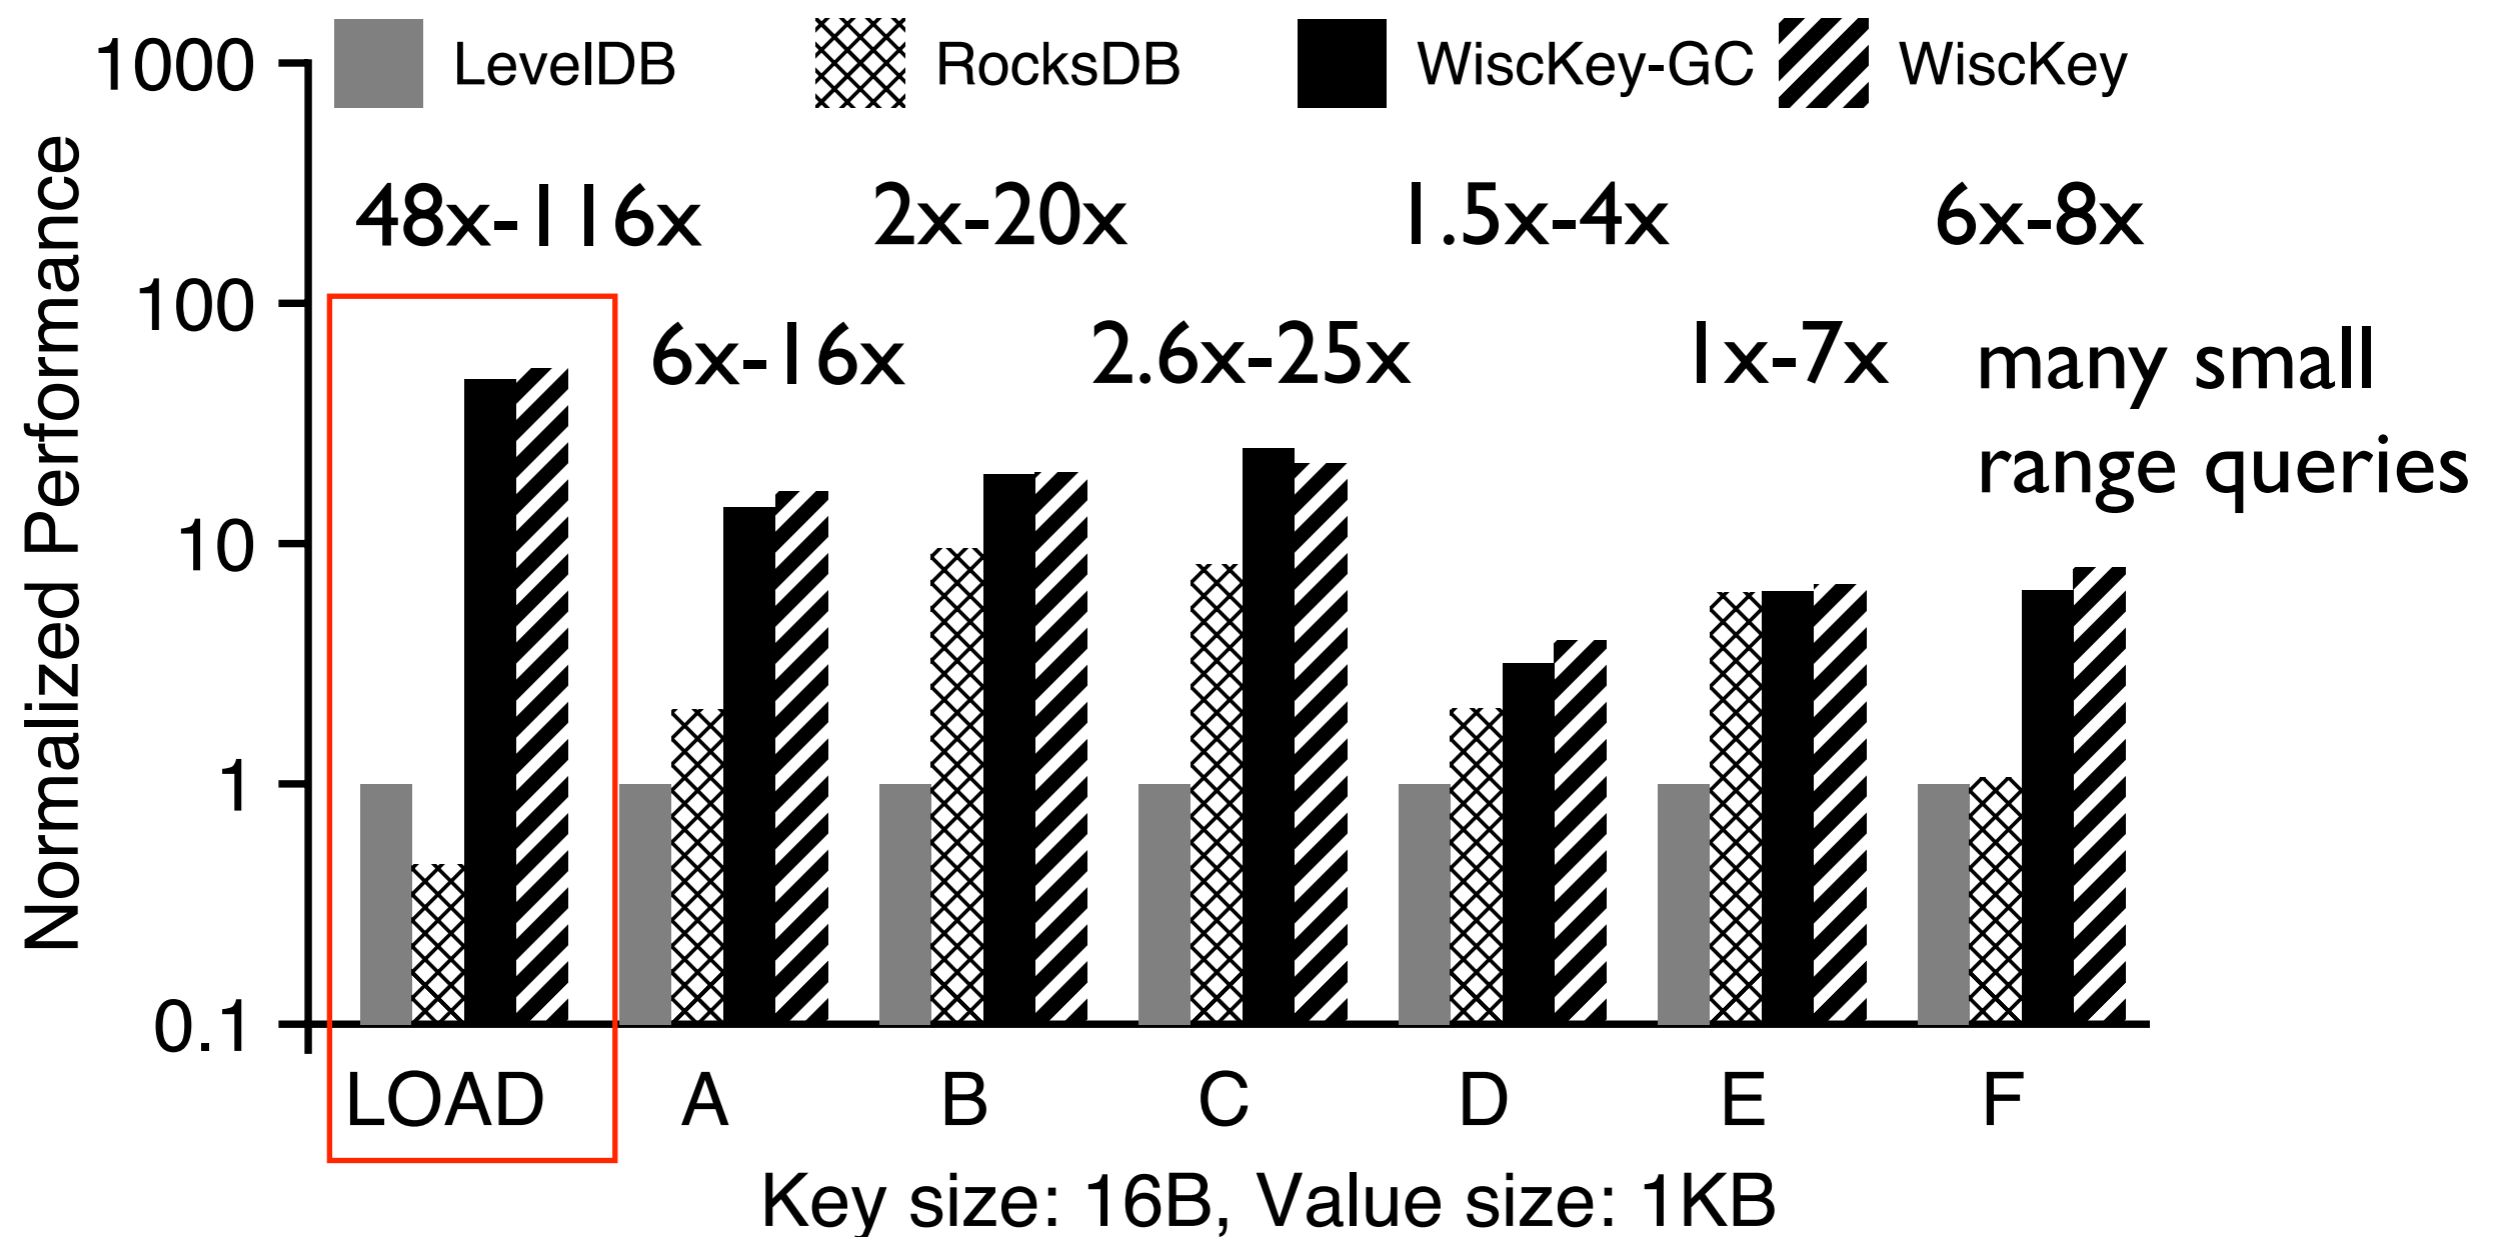 1000
LevelDB
RocksDB
WiscKey-GC
WiscKey
48x-116x
2x-20x
1.5x-4x
6x-8x
100
6x-16x
2.6x-25x
1x-7x
many small
range queries
Normalized Performance
10
1
0.1
LOAD
A
B
C
D
E
F
Key size: 16B, Value size: 1KB